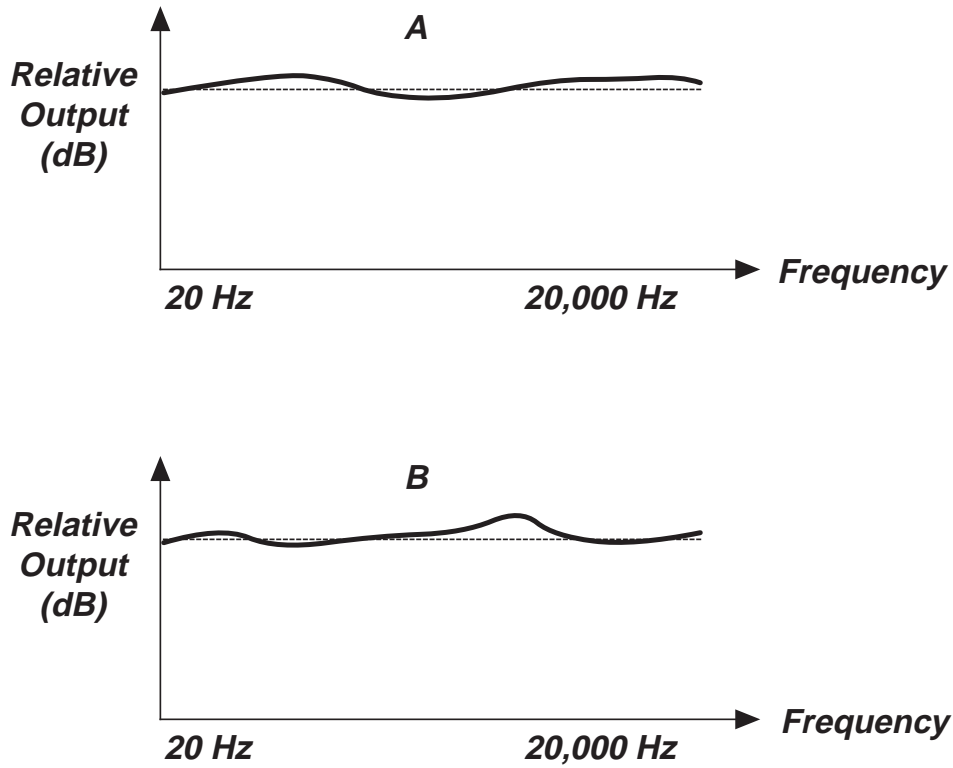 A
Relative
Output
(dB)
Frequency
20 Hz
20,000 Hz
B
Relative
Output
(dB)
Frequency
20 Hz
20,000 Hz